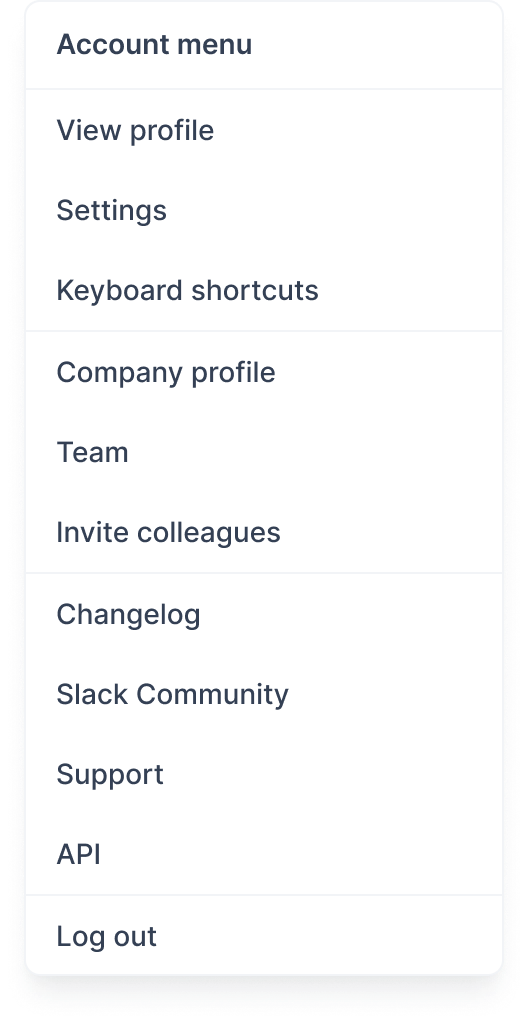 Account menu
View profile
Settings
Keyboard shortcuts
Company profile
Team
Invite colleagues
Changelog
Slack Community
Support
API
Log out